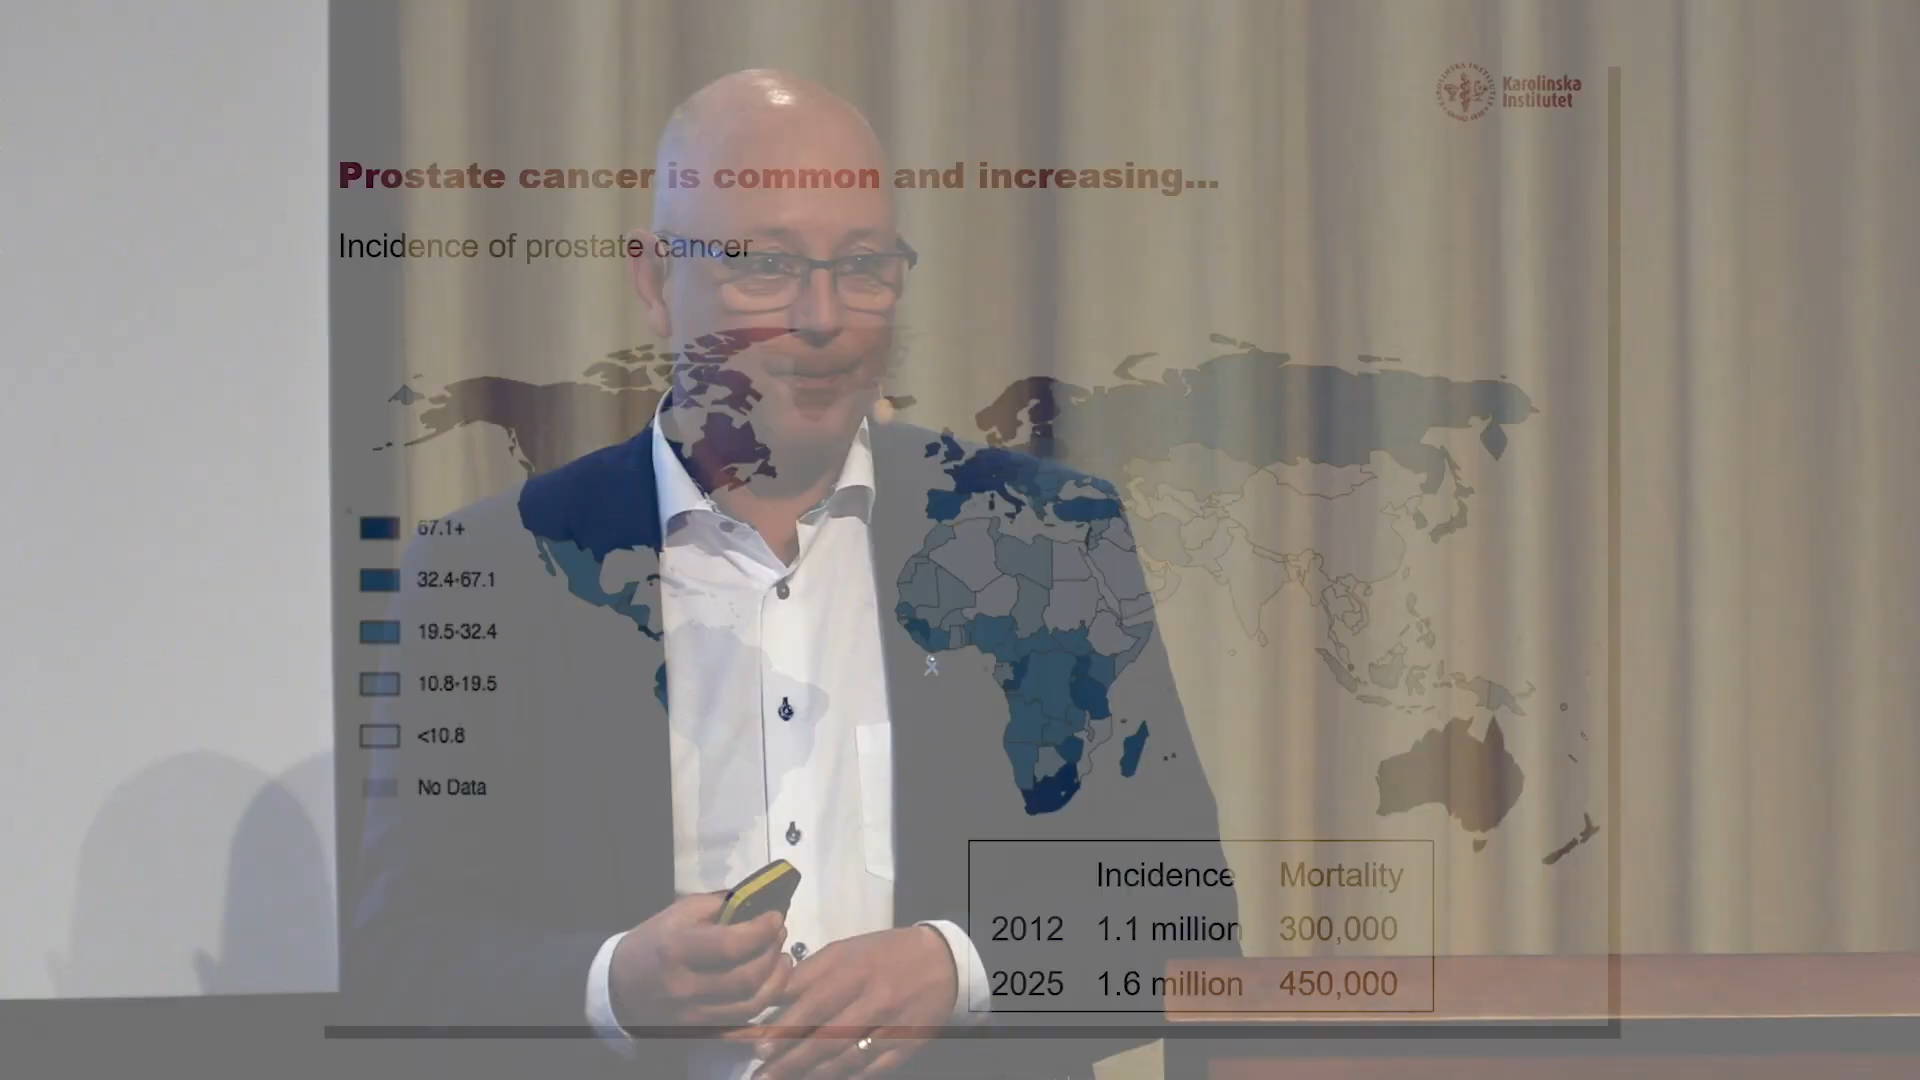 Karolinska
Institutet
Prostate cancer is common and increasing...
Incidence of prostate cancer
67.1+
32.4-67.1
19.5-32.4
10.8-19.5
<10.8
No Data
Incidence Mortality
2012 1.1 million 300,000
2025 1.6 million 450,000